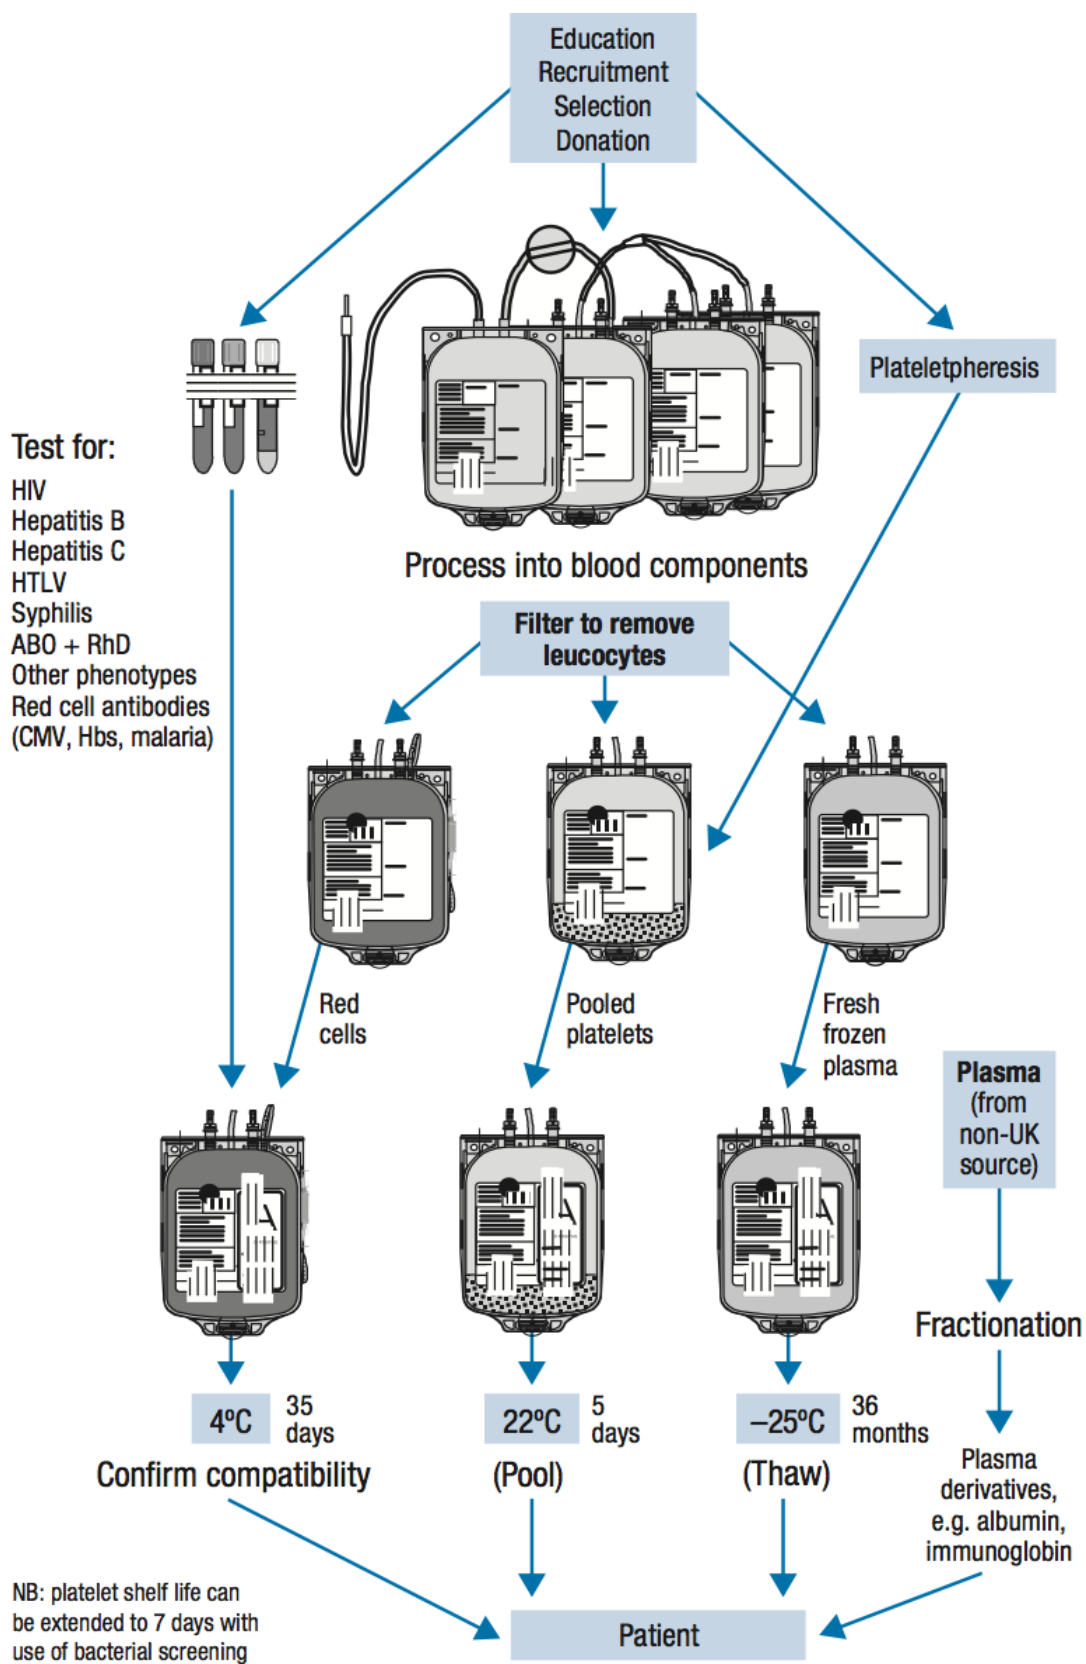 Education
Recruitment
Selection
Donation
Plateletpheresis
Test for:
HIV
Hepatitis B
Hepatitis C
HTLV
Syphilis
ABO + RhD
Other phenotypes
Red cell antibodies
(CMV, Hbs, malaria)
Process into blood components
Filter to remove
leucocytes
Red
cells
Pooled
platelets
Fresh
frozen
plasma
Plasma
(from
non-UK
source)
Fractionation
Plasma
derivatives,
e.g. albumin,
immunoglobin
4ºC
35
days
Confirm compatibility
22ºC
5
days
(Pool)
–25ºC
36
months
(Thaw)
NB: platelet shelf life can
be extended to 7 days with
use of bacterial screening
Patient